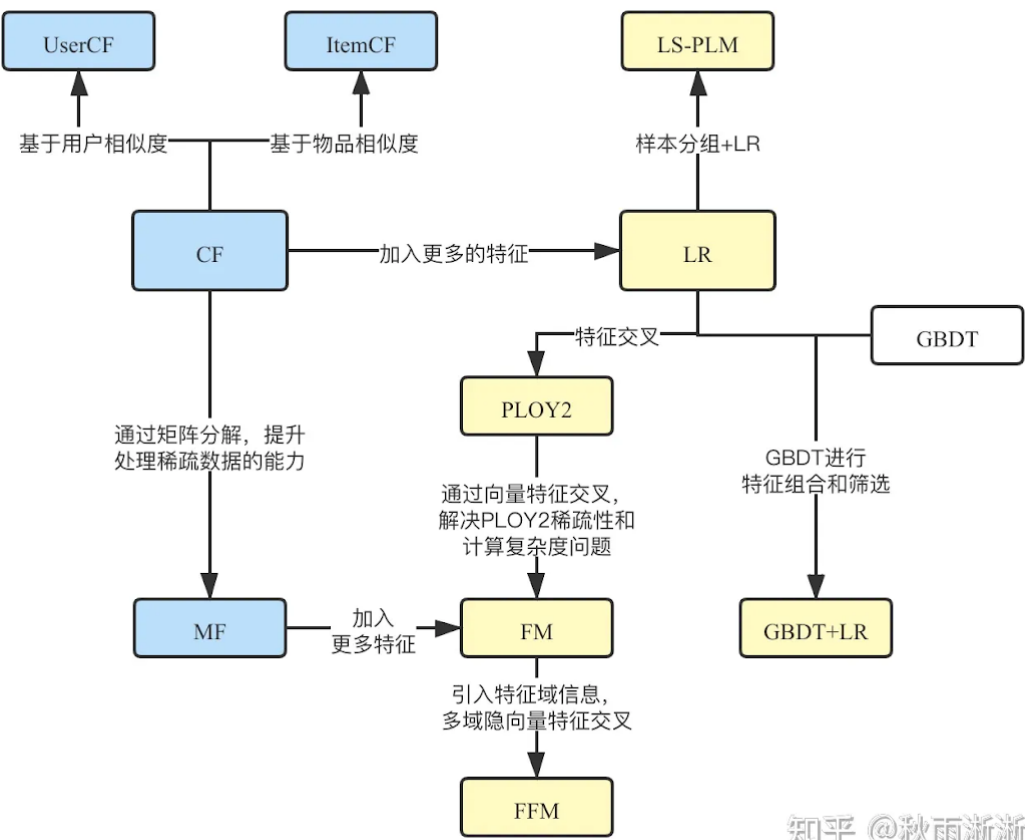 UserCF
ItemCF
LS-PLM
基于用户相似度
基于物品相似度
样本分组+LR
CF
加入更多的特征
LR
特征交叉
GBDT
PLOY2
通过矩阵分解，提升
处理稀疏数据的能力
GBDT进行
特征组合和筛选
通过向量特征交叉，
解决PLOY2稀疏性和
计算复杂度问题
MF
加入
更多特征
FM
GBDT+LR
引入特征域信息，
多域隐向量特征交叉
FFM
知乎 @秋雨淅淅